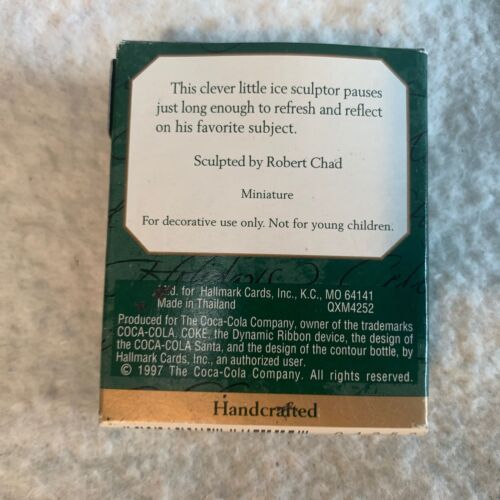 This clever little ice sculptor pauses
just long enough to refresh and reflect
on his favorite subject.
Sculpted by Robert Chad
Miniature
For decorative use only. Not for young children.
Holidays
d. for Hallmark Cards, Inc., K.C., MO 64141
Made in Thailand QXM4252
Produced for The Coca-Cola Company, owner of the trademarks
COCA-COLA, COKE, the Dynamic Ribbon device, the design of
the COCA-COLA Santa, and the design of the contour bottle, by
Hallmark Cards, Inc., an authorized user.
© 1997 The Coca-Cola Company. All rights reserved.
Handcrafted